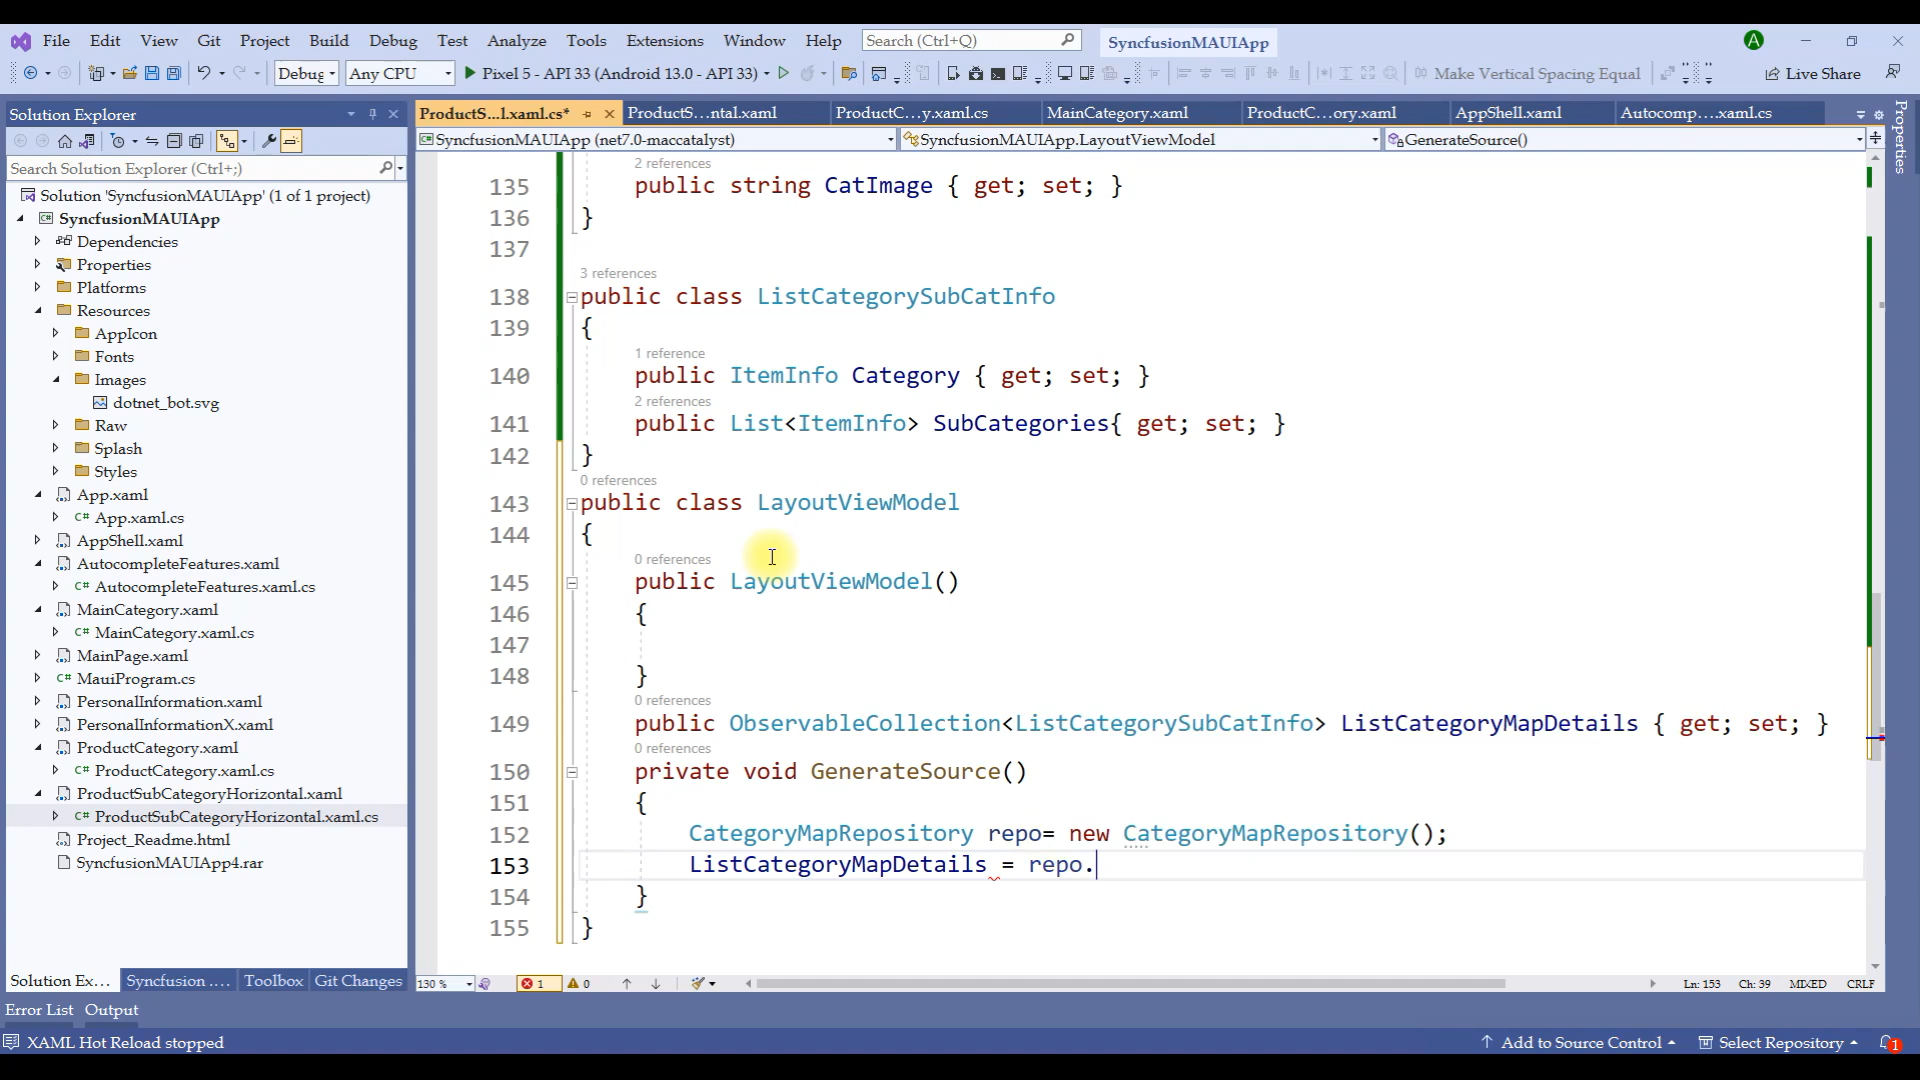 File Edit View Git Project Build Debug Test Analyze Tools Extensions Window Help Search (Ctrl+Q) SyncfusionMAUIApp A
Debug Any CPU Pixel 5 - API 33 (Android 13.0 - API 33) Make Vertical Spacing Equal Live Share
Solution Explorer
Search Solution Explorer (Ctrl+;)
Solution 'SyncfusionMAUIApp' (1 of 1 project)
SyncfusionMAUIApp
Dependencies
Properties
Platforms
Resources
AppIcon
Fonts
Images
dotnet_bot.svg
Raw
Splash
Styles
App.xaml
App.xaml.cs
AppShell.xaml
AutocompleteFeatures.xaml
AutocompleteFeatures.xaml.cs
MainCategory.xaml
MainCategory.xaml.cs
MainPage.xaml
MauiProgram.cs
PersonalInformation.xaml
PersonalInformationX.xaml
ProductCategory.xaml
ProductCategory.xaml.cs
ProductSubCategoryHorizontal.xaml
ProductSubCategoryHorizontal.xaml.cs
Project_Readme.html
SyncfusionMAUIApp4.rar
Solution Ex... Syncfusion .... Toolbox Git Changes
ProductS...l.xaml.cs* ProductS...ntal.xaml ProductC...y.xaml.cs MainCategory.xaml ProductC...ory.xaml AppShell.xaml Autocomp....xaml.cs
SyncfusionMAUIApp (net7.0-maccatalyst) SyncfusionMAUIApp.LayoutViewModel GenerateSource()
2 references
135 public string CatImage { get; set; }
136 }
137
3 references
138 public class ListCategorySubCatInfo
139 {
1 reference
140 public ItemInfo Category { get; set; }
2 references
141 public List<ItemInfo> SubCategories{ get; set; }
142 }
0 references
143 public class LayoutViewModel
144 {
0 references
145 public LayoutViewModel()
146 {
147
148 }
0 references
149 public ObservableCollection<ListCategorySubCatInfo> ListCategoryMapDetails { get; set; }
0 references
150 private void GenerateSource()
151 {
152 CategoryMapRepository repo= new CategoryMapRepository();
153 ListCategoryMapDetails = repo.
154 }
155 }
130 % 1 0 Ln: 153 Ch: 39 MIXED CRLF
Properties
Error List Output
XAML Hot Reload stopped Add to Source Control Select Repository 1